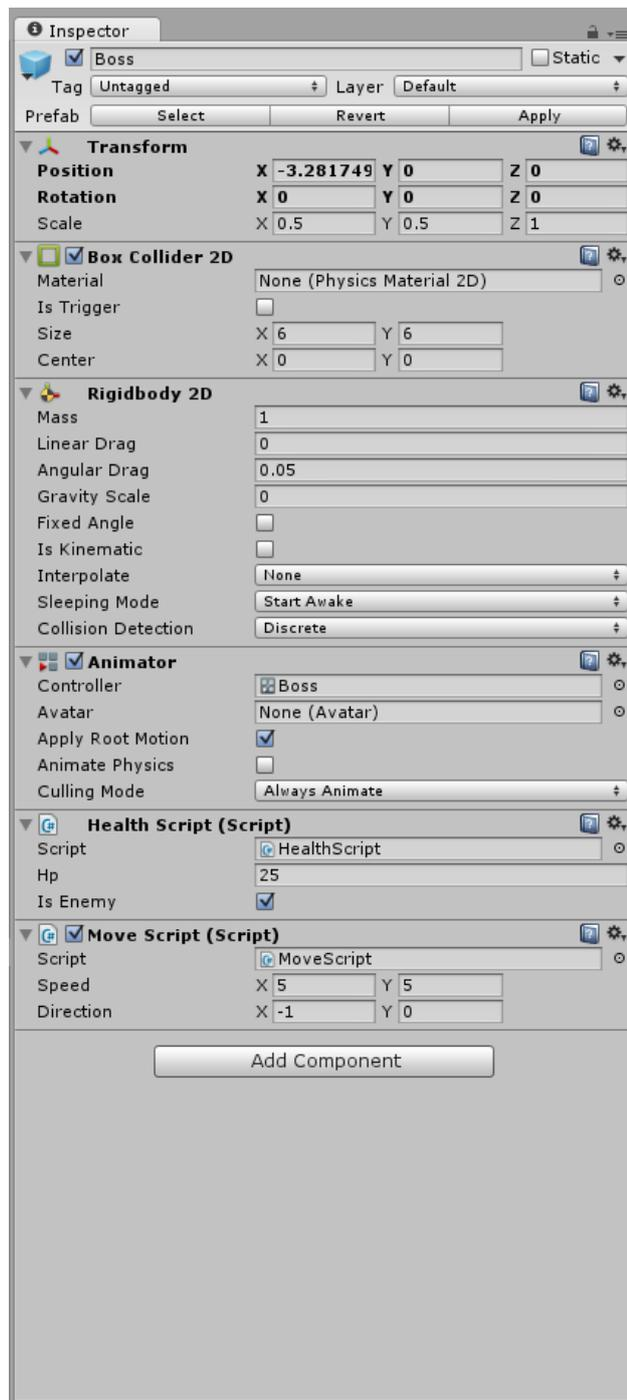 Inspector
Boss Static
Tag Untagged Layer Default
Prefab Select Revert Apply
Transform
Position X -3.281749 Y 0 Z 0
Rotation X 0 Y 0 Z 0
Scale X 0.5 Y 0.5 Z 1
Box Collider 2D
Material None (Physics Material 2D)
Is Trigger
Size X 6 Y 6
Center X 0 Y 0
Rigidbody 2D
Mass 1
Linear Drag 0
Angular Drag 0.05
Gravity Scale 0
Fixed Angle
Is Kinematic
Interpolate None
Sleeping Mode Start Awake
Collision Detection Discrete
Animator
Controller Boss
Avatar None (Avatar)
Apply Root Motion
Animate Physics
Culling Mode Always Animate
Health Script (Script)
Script HealthScript
Hp 25
Is Enemy
Move Script (Script)
Script MoveScript
Speed X 5 Y 5
Direction X -1 Y 0
Add Component